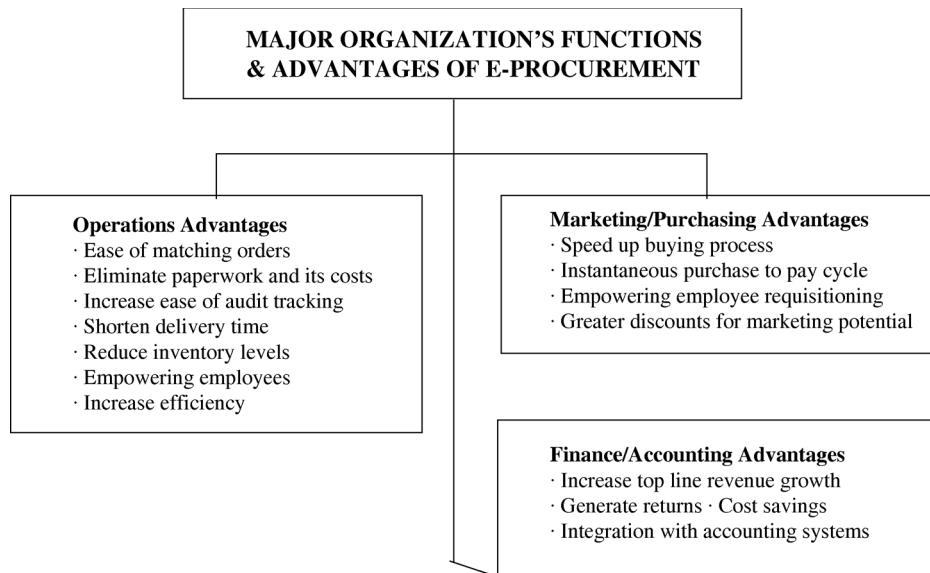 MAJOR ORGANIZATION’S FUNCTIONS
& ADVANTAGES OF E-PROCUREMENT
Operations Advantages
· Ease of matching orders
· Eliminate paperwork and its costs
· Increase ease of audit tracking
· Shorten delivery time
· Reduce inventory levels
· Empowering employees
· Increase efficiency
Marketing/Purchasing Advantages
· Speed up buying process
· Instantaneous purchase to pay cycle
· Empowering employee requisitioning
· Greater discounts for marketing potential
Finance/Accounting Advantages
· Increase top line revenue growth
· Generate returns · Cost savings
· Integration with accounting systems